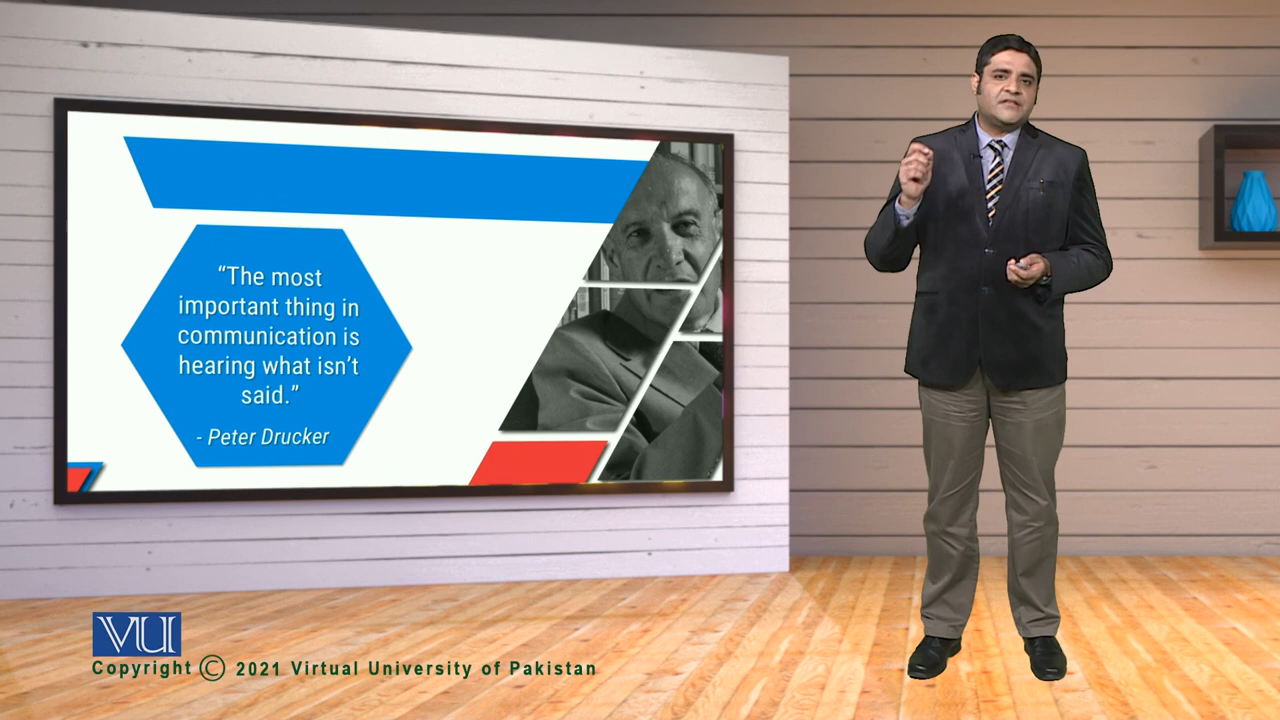 “The most
important thing in
communication is
hearing what isn’t
said.”
- Peter Drucker
VU
Copyright © 2021 Virtual University of Pakistan